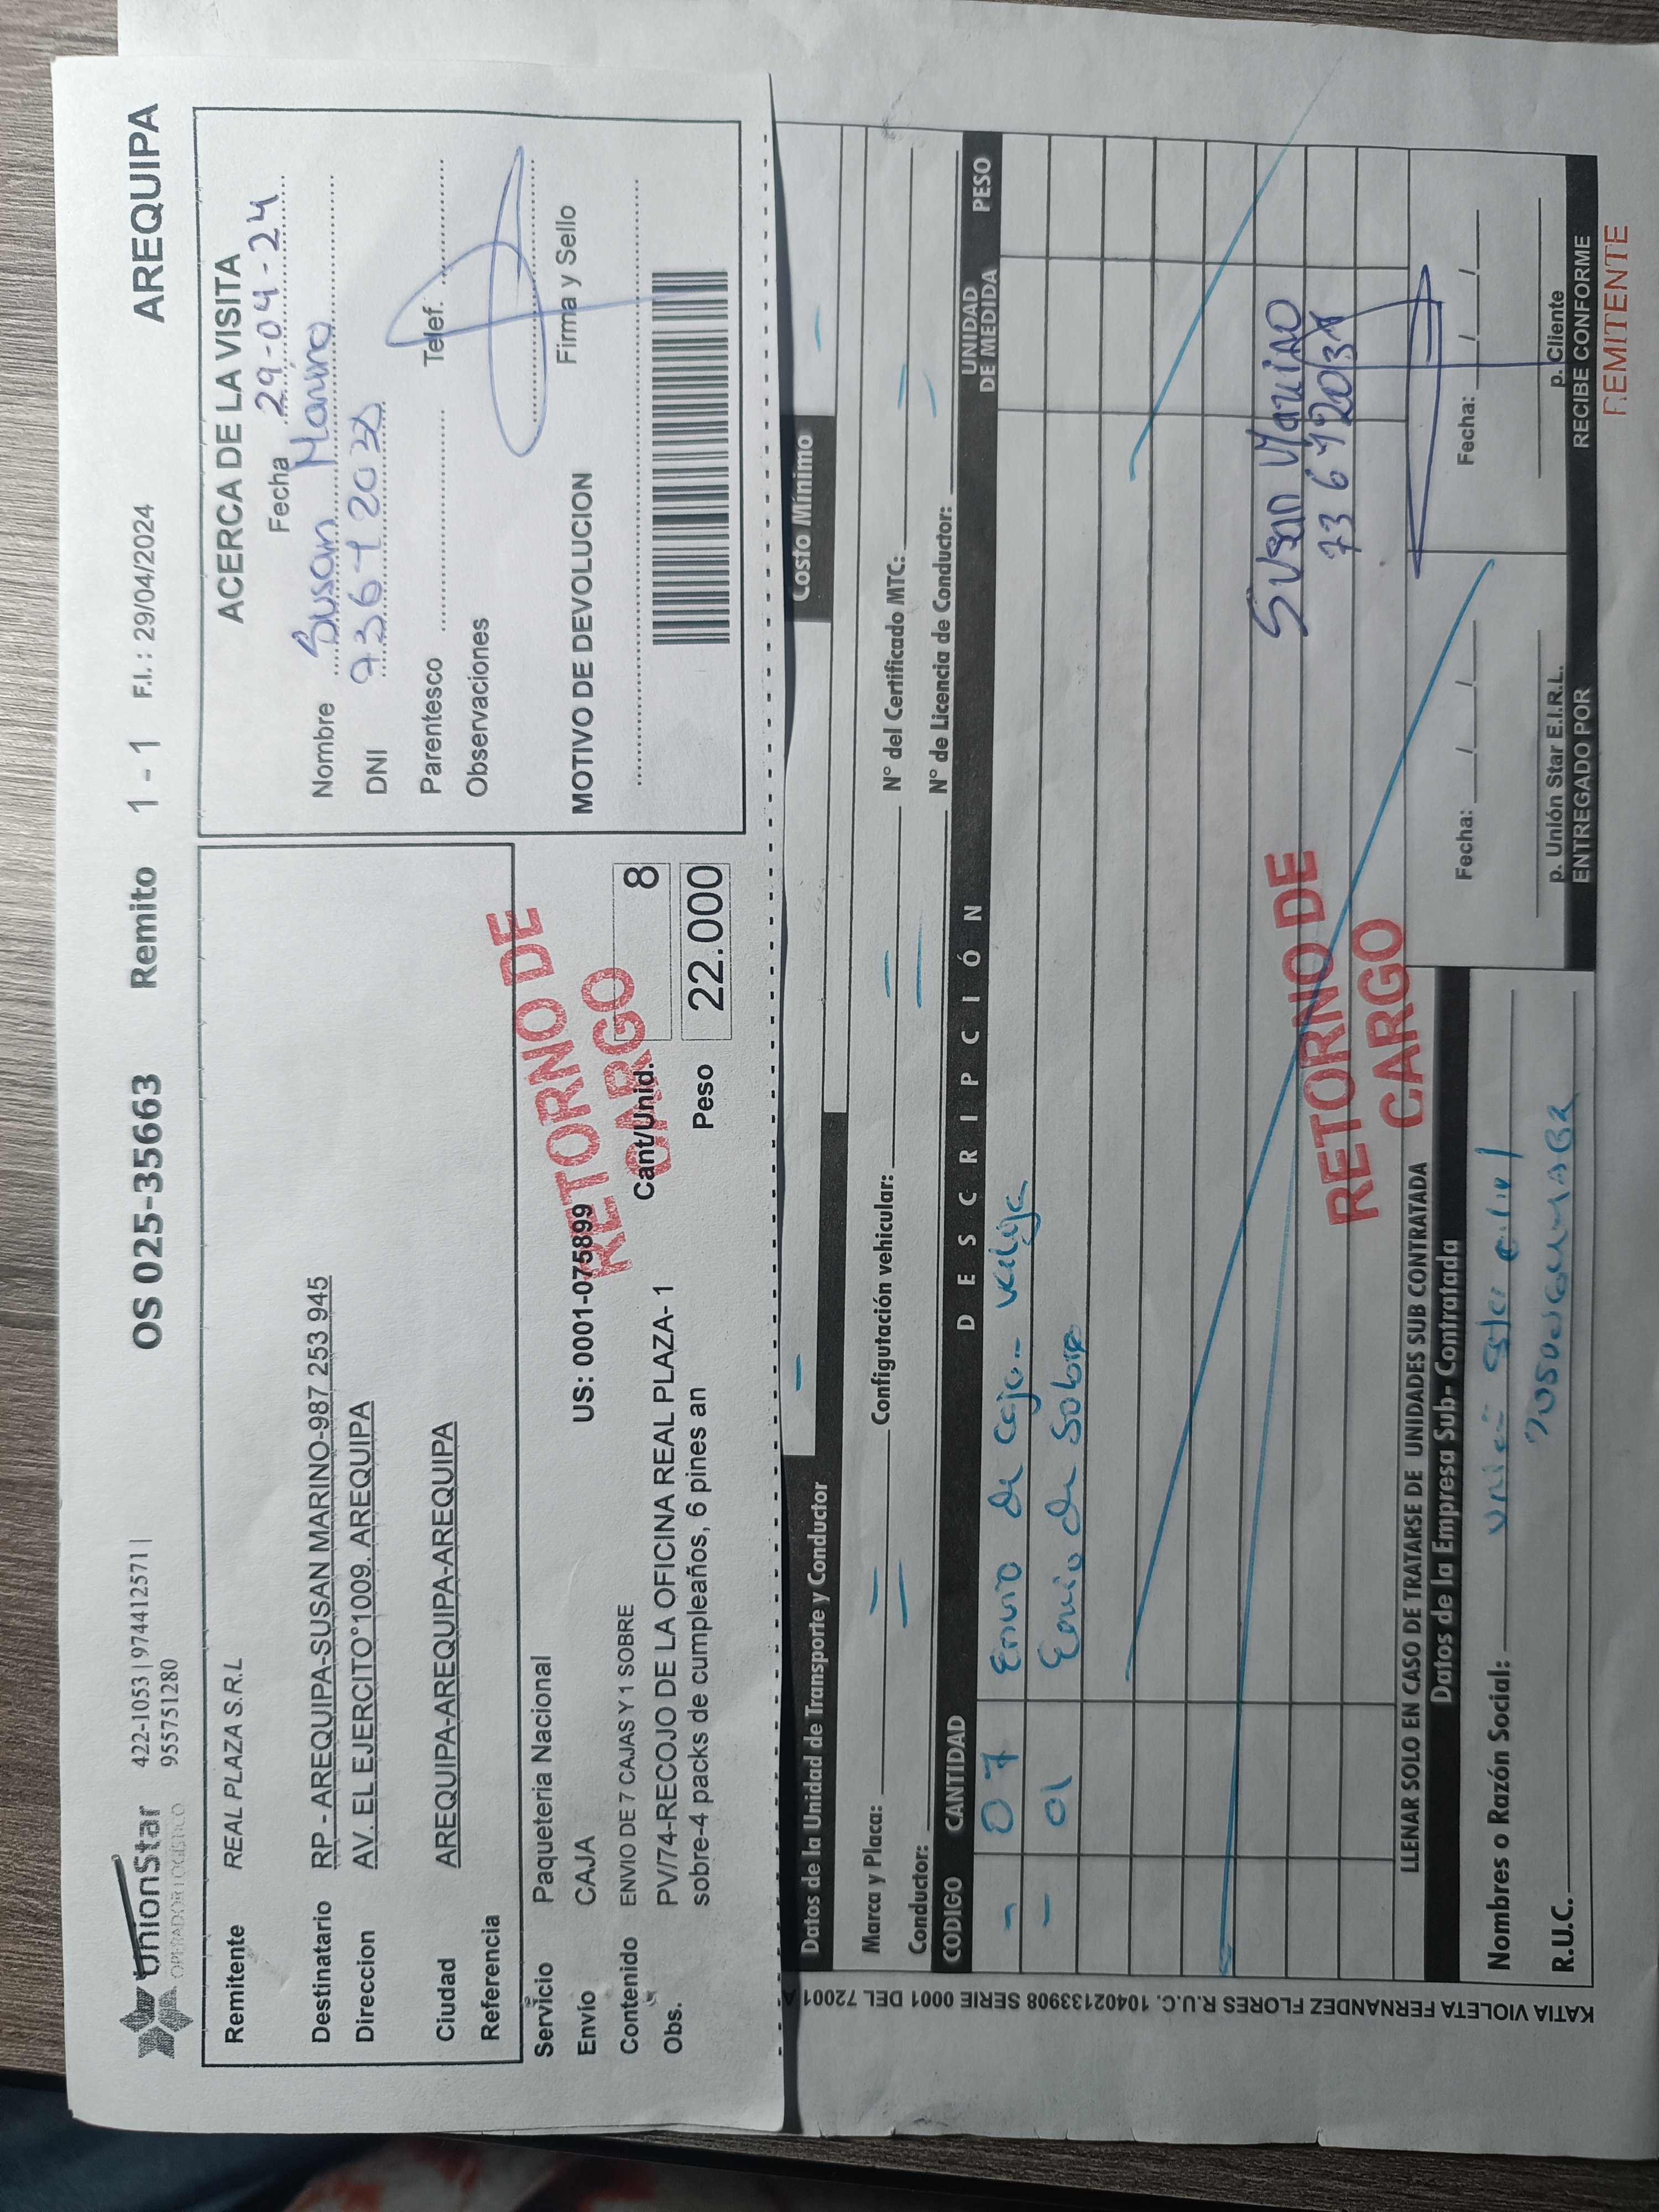 UnionStar
OPERADOR LOGISTICO
422-1053 | 974412571 |
955751280
OS 025-35663
Remito 1 - 1
F.I. : 29/04/2024
AREQUIPA
Remitente REAL PLAZA S.R.L
Destinatario RP - AREQUIPA-SUSAN MARINO-987 253 945
Direccion AV. EL EJERCITO°1009. AREQUIPA
Ciudad AREQUIPA-AREQUIPA-AREQUIPA
Referencia
ACERCA DE LA VISITA
Fecha 29-04-24
Nombre Susan Marino
DNI
Parentesco Telef.
Observaciones
Firma y Sello
MOTIVO DE DEVOLUCION
Servicio Paqueteria Nacional
Envío CAJA US: 0001-075899
Contenido ENVIO DE 7 CAJAS Y 1 SOBRE Cant/Unid. 8
Obs. PV/74-RECOJO DE LA OFICINA REAL PLAZA- 1
sobre-4 packs de cumpleaños, 6 pines an
Peso 22.000
RETORNO DE
CARGO
Datos de la Unidad de Transporte y Conductor
Costo Mínimo
Marca y Placa: Configutación vehicular: N° del Certificado MTC:
Conductor: N° de Licencia de Conductor:
CODIGO CANTIDAD DESCRIPCIÓN UNIDAD DE MEDIDA PESO
- 07 Envio de caja-
- 01 Envio de Sobre
Susan Marino
RETORNO DE
CARGO
LLENAR SOLO EN CASO DE TRATARSE DE UNIDADES SUB CONTRATADA
Datos de la Empresa Sub- Contratada
Nombres o Razón Social:
R.U.C.
Fecha: / /
p. Unión Star E.I.R.L.
ENTREGADO POR
Fecha: / /
p. Cliente
RECIBE CONFORME
REMITENTE
KATIA VIOLETA FERNANDEZ FLORES R.U.C. 10402133908 SERIE 0001 DEL 72001 A